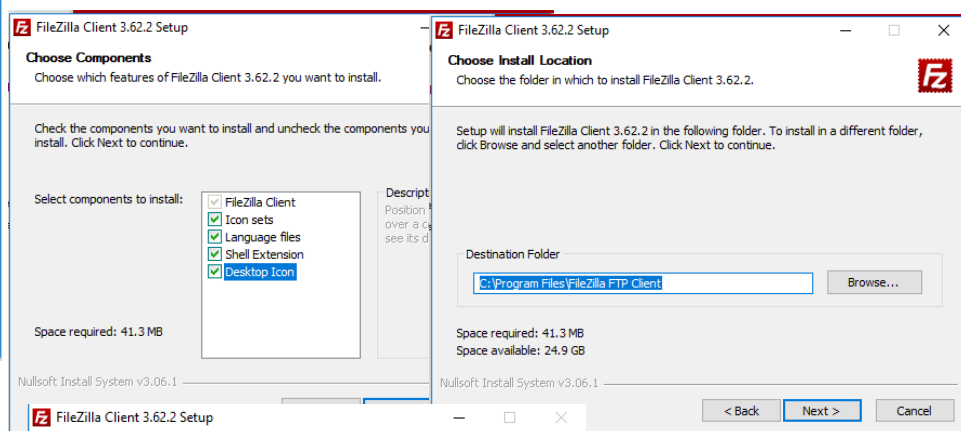 FileZilla Client 3.62.2 Setup
Choose Components
Choose which features of FileZilla Client 3.62.2 you want to install.
Check the components you want to install and uncheck the components you
install. Click Next to continue.
Select components to install:
FileZilla Client
Icon sets
Language files
Shell Extension
Desktop Icon
Descript
Position
over a
see its d
Space required: 41.3 MB
Nullsoft Install System v3.06.1
FileZilla Client 3.62.2 Setup
Choose Install Location
Choose the folder in which to install FileZilla Client 3.62.2.
Fz
Setup will install FileZilla Client 3.62.2 in the following folder. To install in a different folder,
click Browse and select another folder. Click Next to continue.
Destination Folder
C:\Program Files\FileZilla FTP Client
Browse...
Space required: 41.3 MB
Space available: 24.9 GB
Nullsoft Install System v3.06.1
< Back
Next >
Cancel
FileZilla Client 3.62.2 Setup